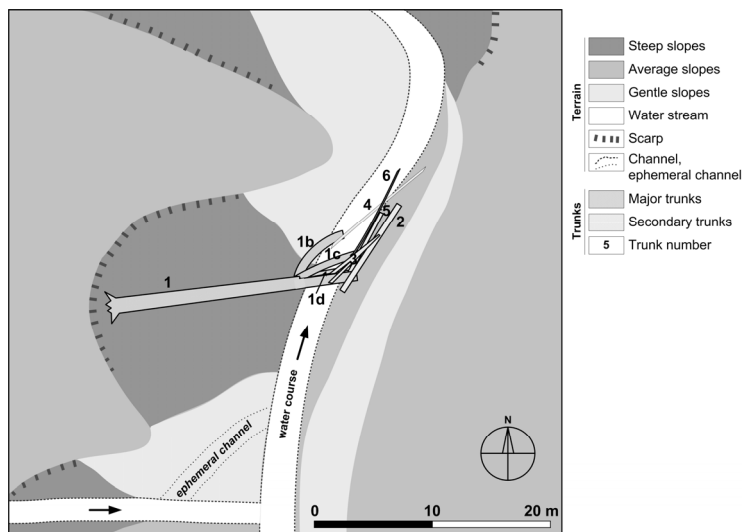 Terrain
Steep slopes
Average slopes
Gentle slopes
Water stream
Scarp
Channel,
ephemeral channel
Trunks
Major trunks
Secondary trunks
5 Trunk number
6
4
5
2
1b
1c
3
1
1d
water course
ephemeral channel
N
0 10 20 m